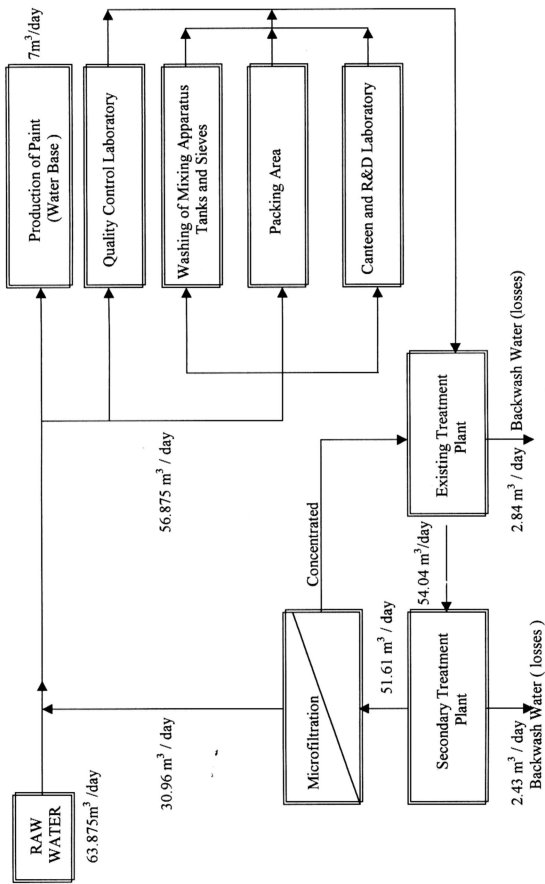 RAW
WATER
63.875m³ /day
30.96 m³ / day
56.875 m³ / day
Production of Paint
(Water Base )
7m³/day
Quality Control Laboratory
Washing of Mixing Apparatus
Tanks and Sieves
Packing Area
Canteen and R&D Laboratory
Microfiltration
Concentrated
51.61 m³ / day
Secondary Treatment
Plant
54.04 m³/day
Existing Treatment
Plant
2.43 m³ / day
Backwash Water ( losses )
2.84 m³ / day
Backwash Water (losses)